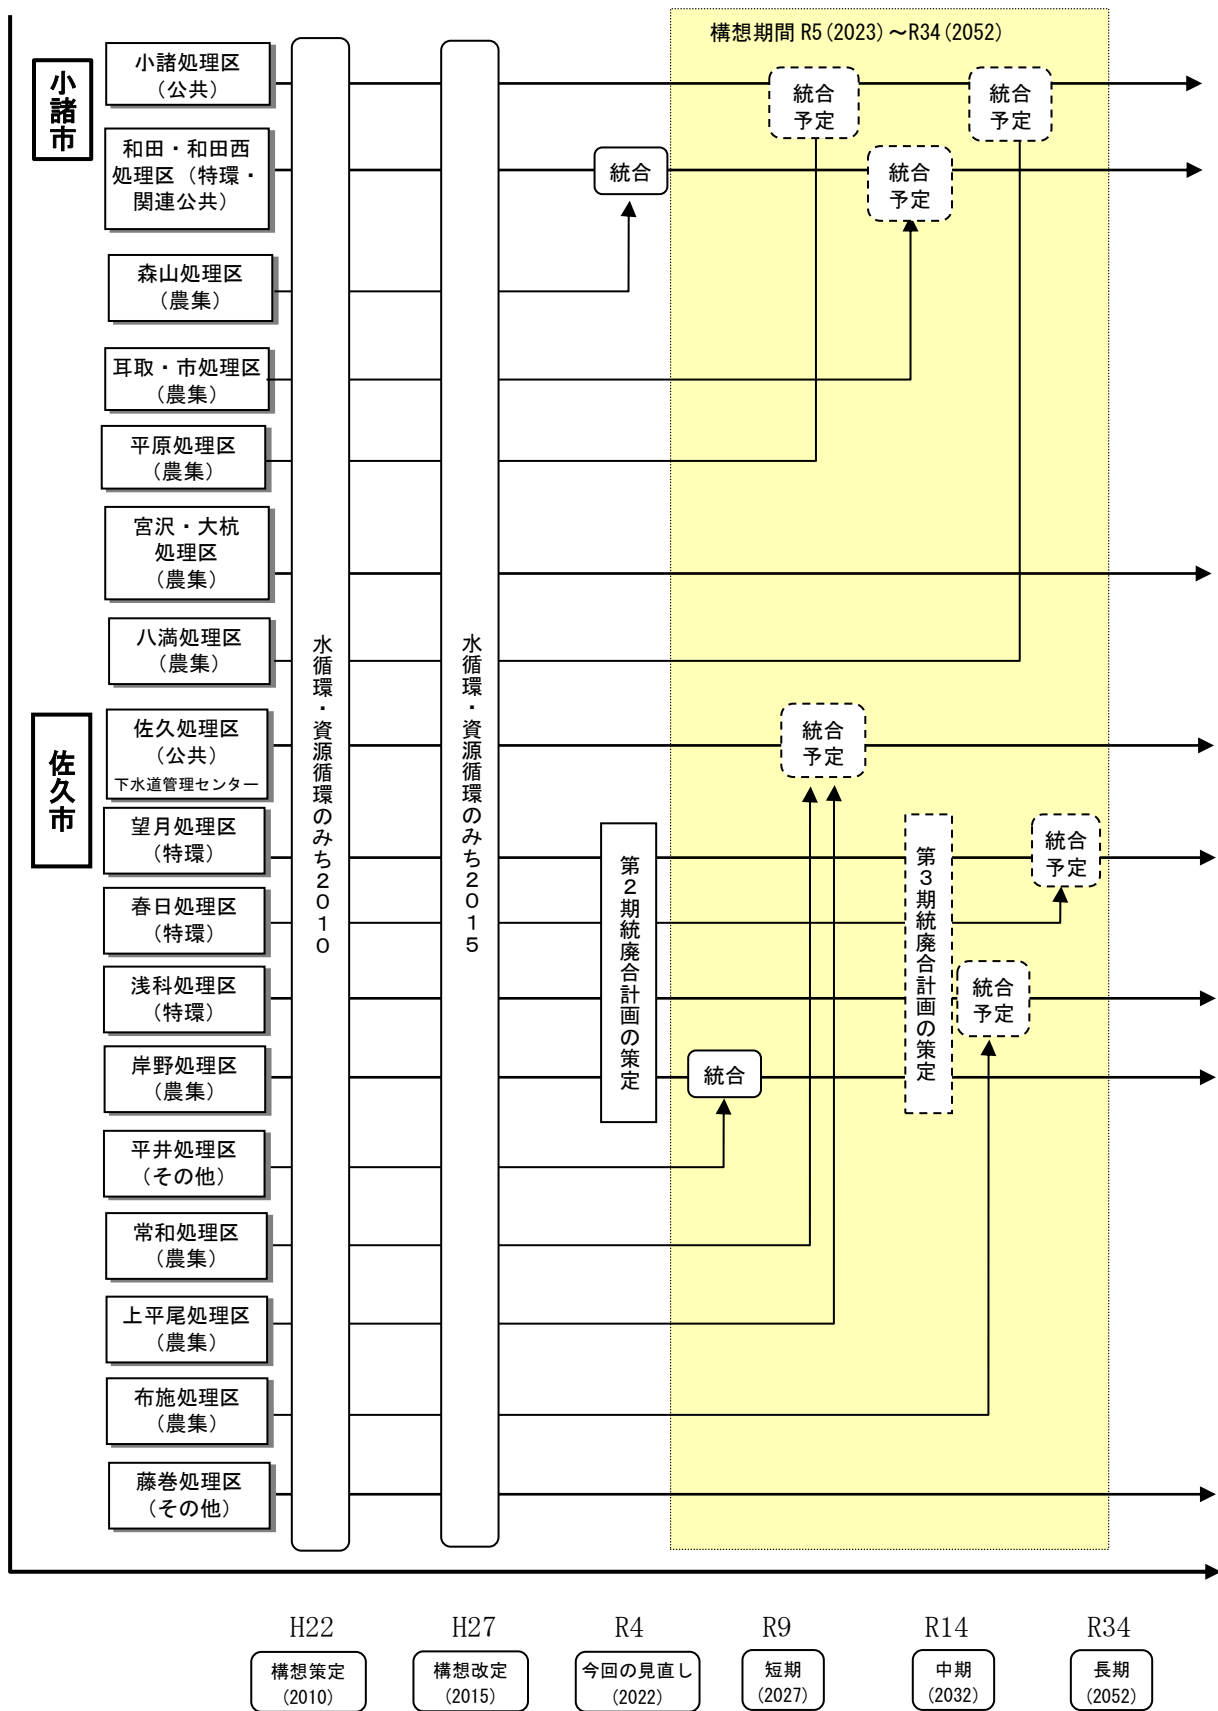 構想期間 R5(2023)～R34(2052)
小諸市
小諸処理区
（公共）
統合
予定
統合
予定
和田・和田西
処理区（特環・
関連公共）
統合
統合
予定
森山処理区
（農集）
耳取・市処理区
（農集）
平原処理区
（農集）
宮沢・大杭
処理区
（農集）
八満処理区
（農集）
水循環・資源循環のみち2010
水循環・資源循環のみち2015
佐久市
佐久処理区
（公共）
下水道管理センター
統合
予定
望月処理区
（特環）
第2期統廃合計画の策定
第3期統廃合計画の策定
統合
予定
春日処理区
（特環）
浅科処理区
（特環）
統合
予定
岸野処理区
（農集）
統合
平井処理区
（その他）
常和処理区
（農集）
上平尾処理区
（農集）
布施処理区
（農集）
藤巻処理区
（その他）
H22
H27
R4
R9
R14
R34
構想策定
(2010)
構想改定
(2015)
今回の見直し
(2022)
短期
(2027)
中期
(2032)
長期
(2052)